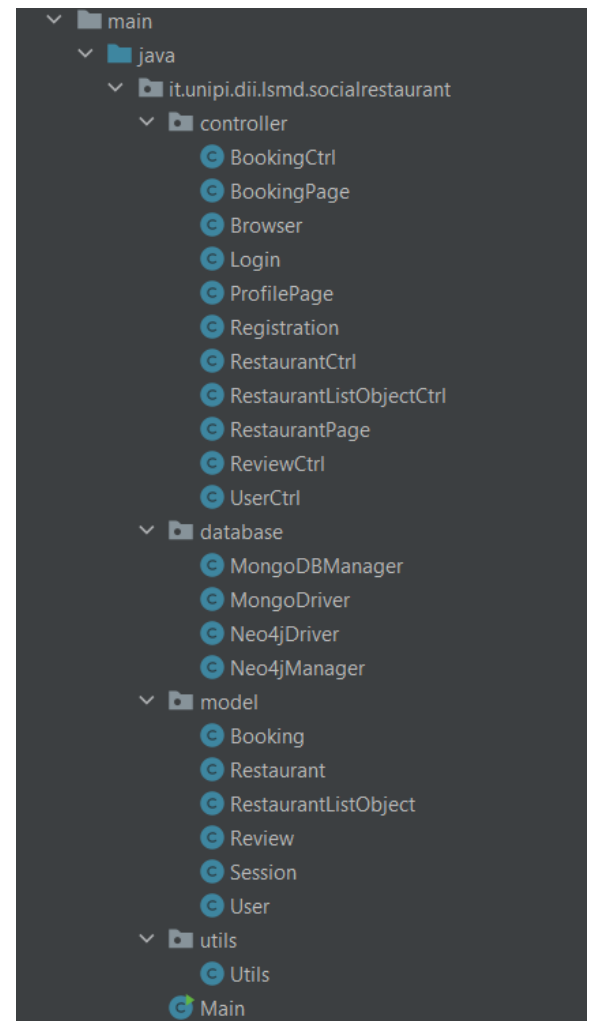 main
java
it.unipi.dii.lsmd.socialrestaurant
controller
C BookingCtrl
C BookingPage
C Browser
C Login
C ProfilePage
C Registration
C RestaurantCtrl
C RestaurantListObjectCtrl
C RestaurantPage
C ReviewCtrl
C UserCtrl
database
C MongoDBManager
C MongoDriver
C Neo4jDriver
C Neo4jManager
model
C Booking
C Restaurant
C RestaurantListObject
C Review
C Session
C User
utils
C Utils
C Main